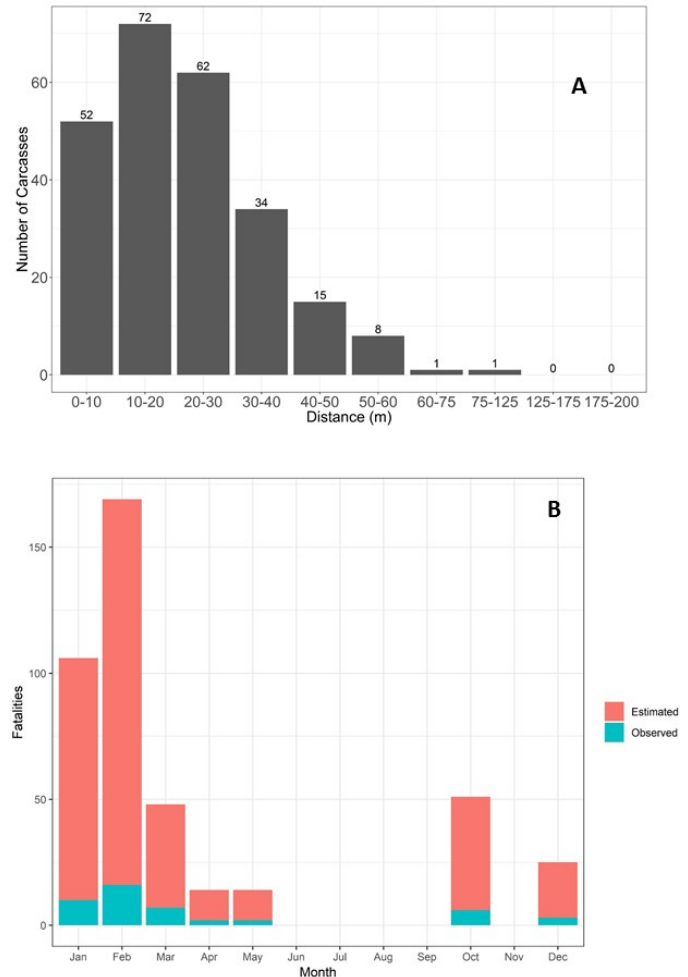 72
62
60
52
A
Number of Carcasses
40
34
20
15
8
1
1
0
0
0
0-10 10-20 20-30 30-40 40-50 50-60 60-75 75-125 125-175 175-200
Distance (m)
B
150
100
Fatalities
Estimated
Observed
50
0
Jan Feb Mar Apr May Jun Jul Aug Sep Oct Nov Dec
Month